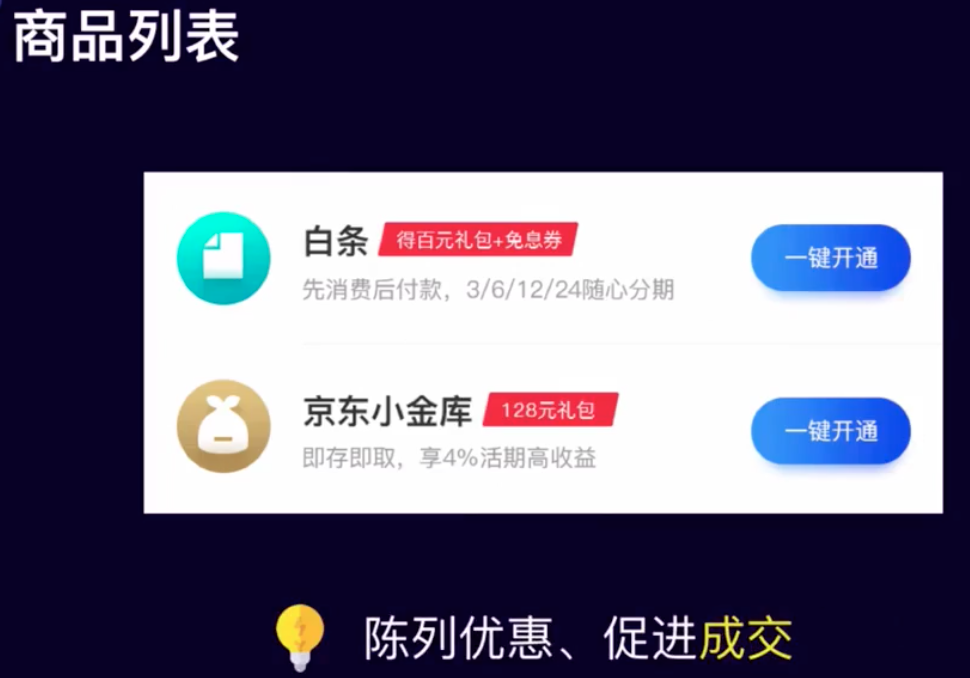 商品列表
白条 得百元礼包+免息券
先消费后付款，3/6/12/24随心分期
一键开通
京东小金库 128元礼包
即存即取，享4%活期高收益
一键开通
陈列优惠、促进成交